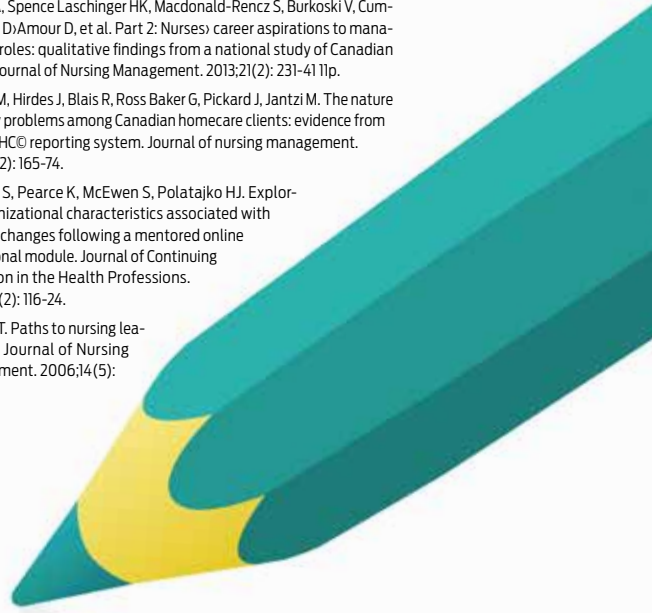 , Spence Laschinger HK, Macdonald-Rencz S, Burkoski V, Cum-
D›Amour D, et al. Part 2: Nurses› career aspirations to mana-
roles: qualitative findings from a national study of Canadian
ournal of Nursing Management. 2013;21(2): 231-41 11p.
M, Hirdes J, Blais R, Ross Baker G, Pickard J, Jantzi M. The nature
problems among Canadian homecare clients: evidence from
HC© reporting system. Journal of nursing management.
2): 165-74.
S, Pearce K, McEwen S, Polatajko HJ. Explor-
nizational characteristics associated with
changes following a mentored online
onal module. Journal of Continuing
on in the Health Professions.
(2): 116-24.
T. Paths to nursing lea-
Journal of Nursing
ment. 2006;14(5):